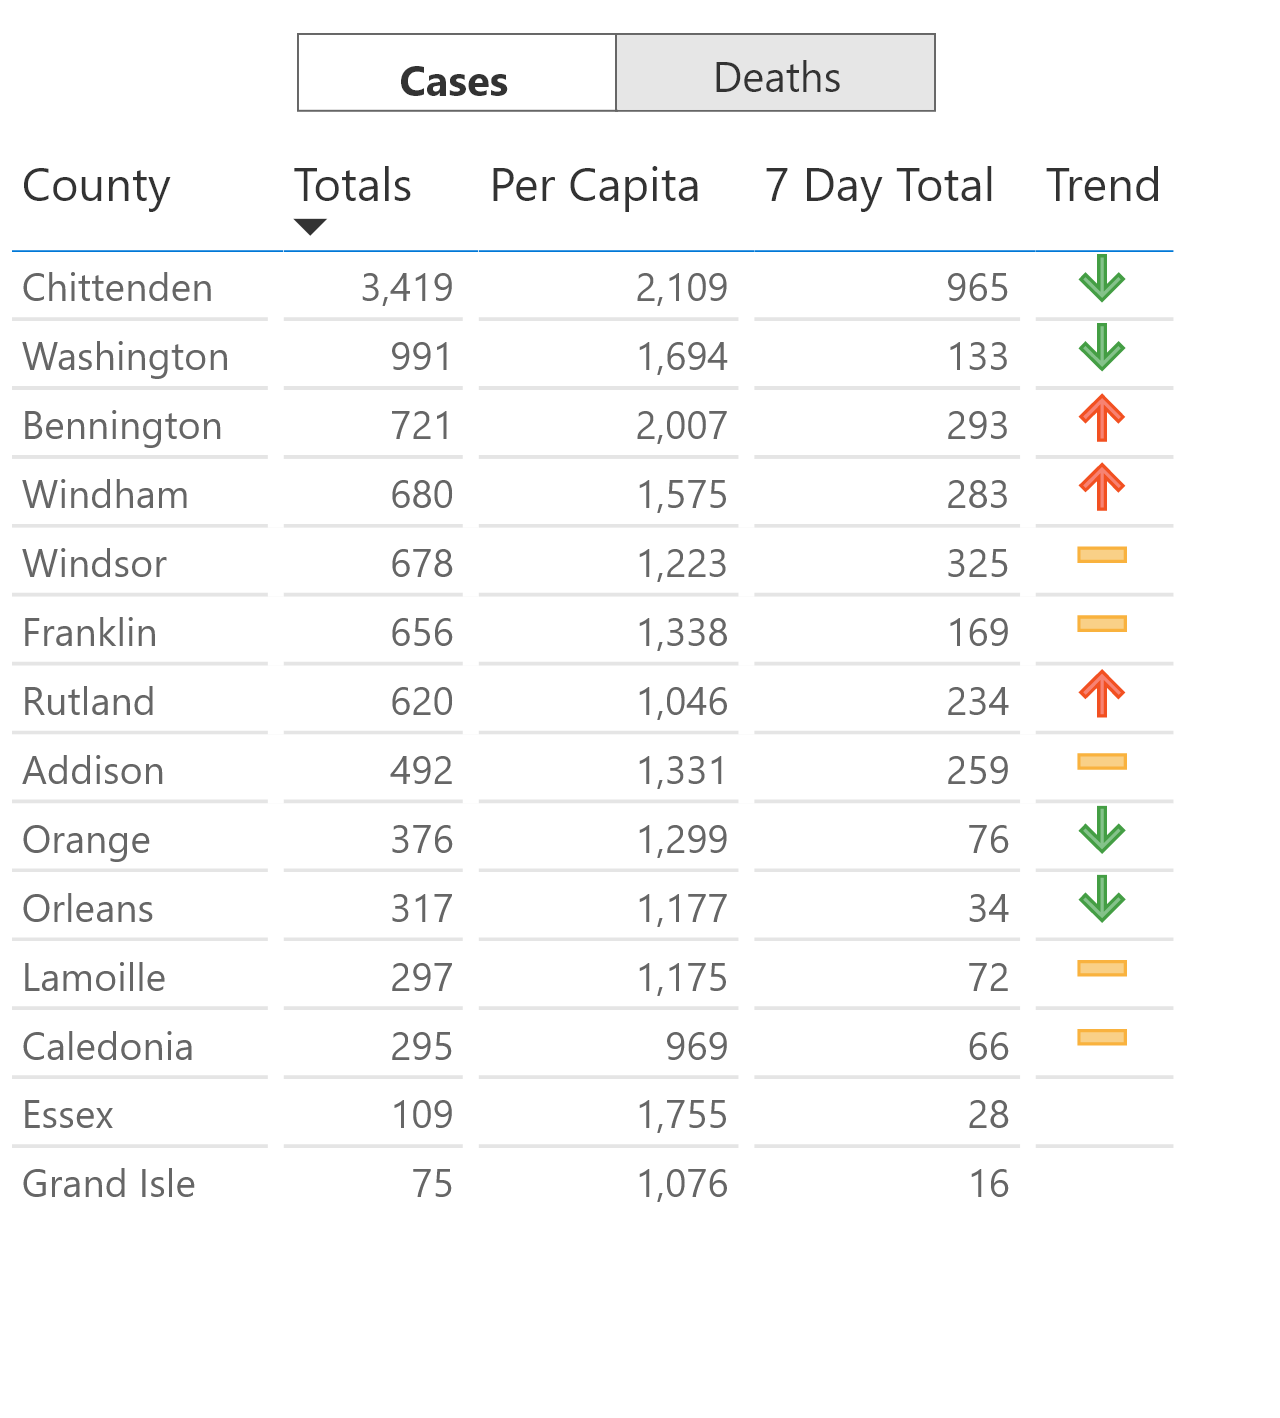 Cases Deaths
County Totals Per Capita 7 Day Total Trend
Chittenden 3,419 2,109 965
Washington 991 1,694 133
Bennington 721 2,007 293
Windham 680 1,575 283
Windsor 678 1,223 325
Franklin 656 1,338 169
Rutland 620 1,046 234
Addison 492 1,331 259
Orange 376 1,299 76
Orleans 317 1,177 34
Lamoille 297 1,175 72
Caledonia 295 969 66
Essex 109 1,755 28
Grand Isle 75 1,076 16